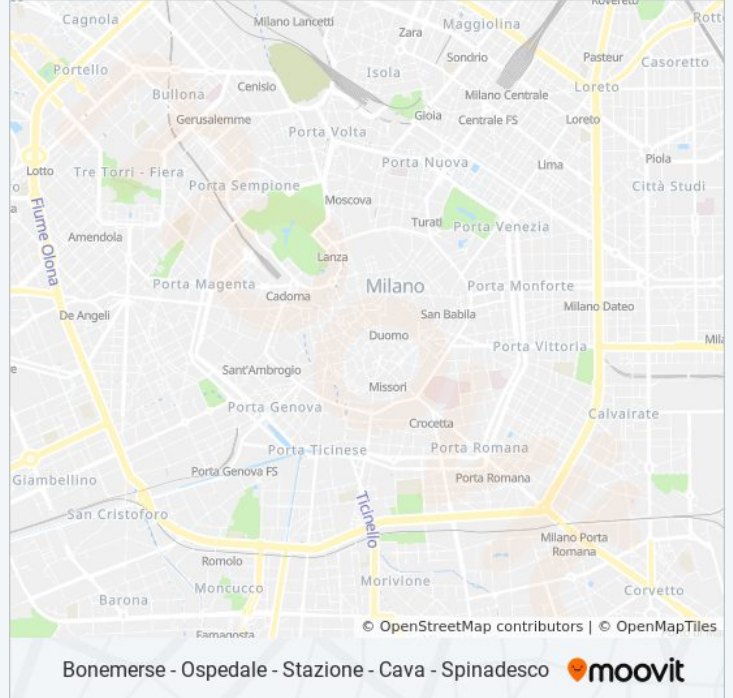 Rovereto
Cagnola
Milano Lancetti
Maggiolina
Rott
Zara
Sondrio
Pasteur
Casoretto
Portello
Isola
Cenisio
Loreto
Bullona
Milano Centrale
Gerusalemme
Gioia
Centrale FS
Loreto
Porta Volta
Piola
Lotto
Tre Torri - Fiera
Porta Nuova
Lima
Porta Sempione
Città Studi
o
Moscova
a
Turati
Porta Venezia
Fiume Olona
Amendola
Lanza
Porta Magenta
Milano
Porta Monforte
Cadorna
De Angeli
San Babila
Milano Dateo
Duomo
Mila
Porta Vittoria
e
Sant'Ambrogio
Missori
Porta Genova
Crocetta
Calvairate
Porta Ticinese
Porta Romana
Giambellino
Porta Genova FS
Porta Romana
Ticinello
San Cristoforo
Milano Porta
Romana
Romolo
Morivione
Moncucco
Corvetto
Barona
Famagosta
© OpenStreetMap contributors | © OpenMapTiles
Bonemerse - Ospedale - Stazione - Cava - Spinadesco
moovit